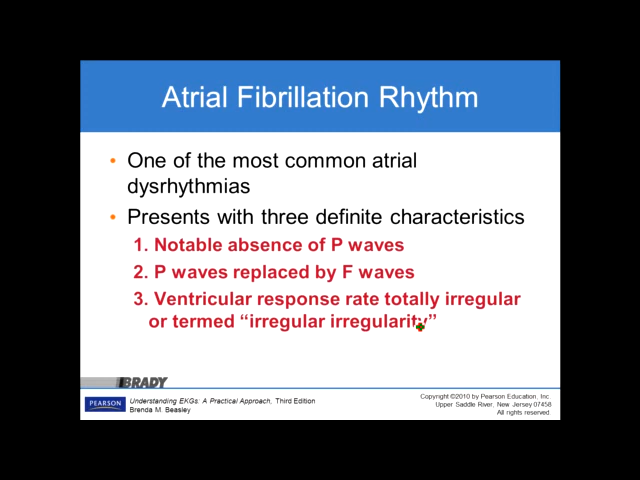 Atrial Fibrillation Rhythm
• One of the most common atrial
dysrhythmias
• Presents with three definite characteristics
1. Notable absence of P waves
2. P waves replaced by F waves
3. Ventricular response rate totally irregular
or termed “irregular irregularity”
BRADY
PEARSON
Understanding EKGs: A Practical Approach, Third Edition
Brenda M. Beasley
Copyright ©2010 by Pearson Education, Inc.
Upper Saddle River, New Jersey 07458
All rights reserved.